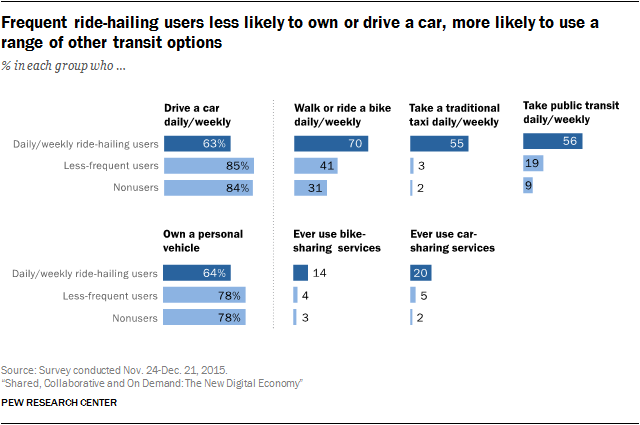 Frequent ride-hailing users less likely to own or drive a car, more likely to use a
range of other transit options
% in each group who ...
Drive a car
daily/weekly
Walk or ride a bike
daily/weekly
Take a traditional
taxi daily/weekly
Take public transit
daily/weekly
Daily/weekly ride-hailing users 63% 70 55 56
Less-frequent users 85% 41 3 19
Nonusers 84% 31 2 9
Own a personal
vehicle
Ever use bike-
sharing services
Ever use car-
sharing services
Daily/weekly ride-hailing users 64% 14 20
Less-frequent users 78% 4 5
Nonusers 78% 3 2
Source: Survey conducted Nov. 24-Dec. 21, 2015.
"Shared, Collaborative and On Demand: The New Digital Economy"
PEW RESEARCH CENTER